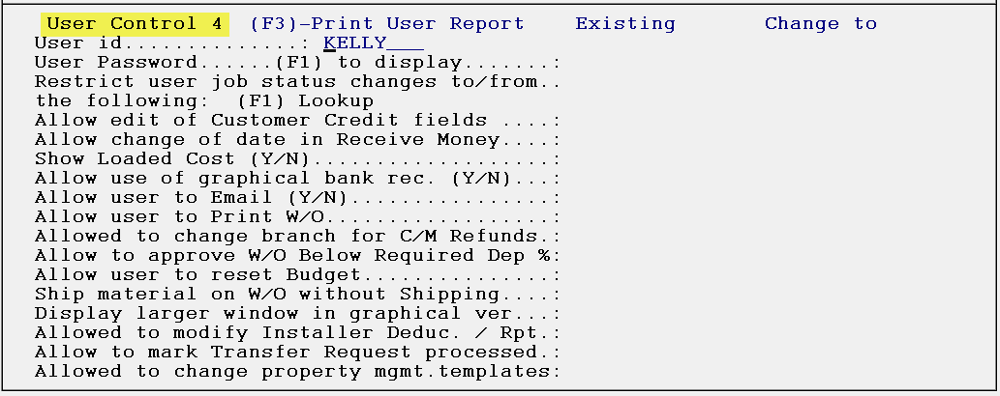 User Control 4 (F3)-Print User Report Existing Change to
User id...............: KELLY___
User Password......(F1) to display.......:
Restrict user job status changes to/from..
the following: (F1) Lookup
Allow edit of Customer Credit fields ....:
Allow change of date in Receive Money....:
Show Loaded Cost (Y/N)...................:
Allow use of graphical bank rec. (Y/N)...:
Allow user to Email (Y/N)................:
Allow user to Print W/O..................:
Allowed to change branch for C/M Refunds.:
Allow to approve W/O Below Required Dep %:
Allow user to reset Budget...............:
Ship material on W/O without Shipping....:
Display larger window in graphical ver...:
Allowed to modify Installer Deduc. / Rpt.:
Allow to mark Transfer Request processed.:
Allowed to change property mgmt.templates: